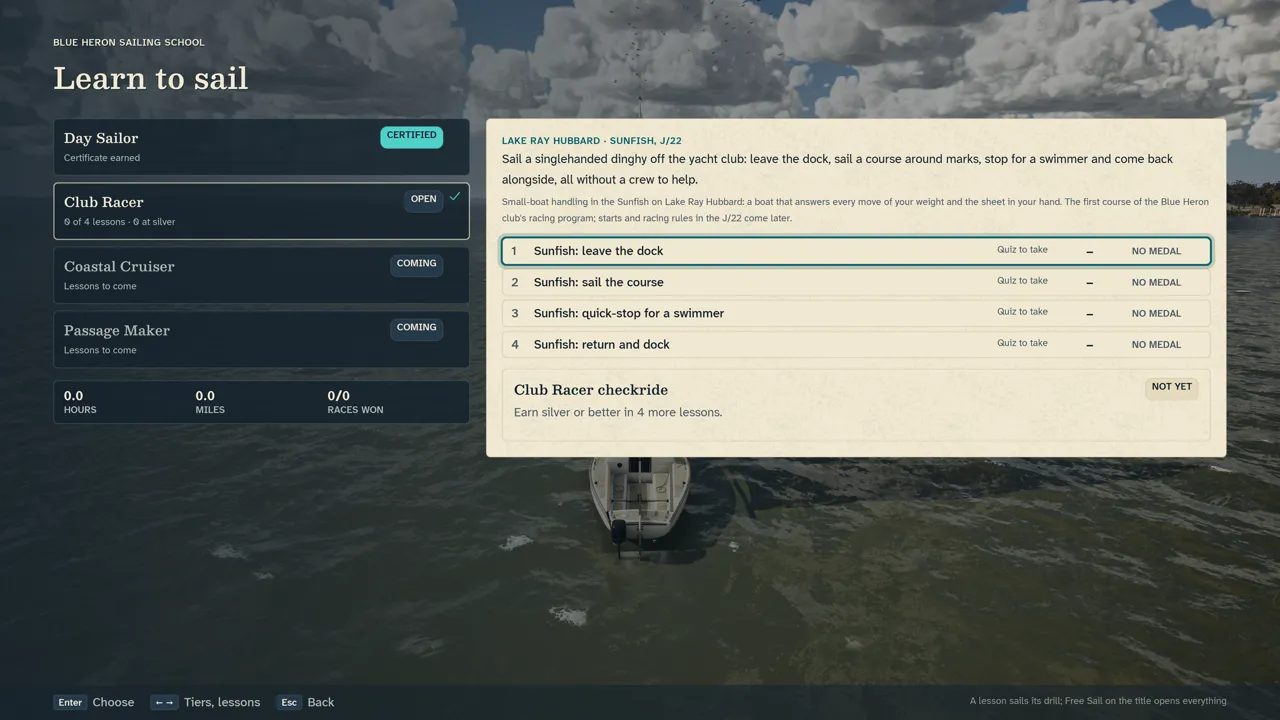 BLUE HERON SAILING SCHOOL
Learn to sail
Day Sailor
CERTIFIED
Certificate earned
Club Racer
OPEN
0 of 4 lessons · 0 at silver
Coastal Cruiser
COMING
Lessons to come
Passage Maker
COMING
Lessons to come
0.0 0.0 0/0
HOURS MILES RACES WON
LAKE RAY HUBBARD · SUNFISH, J/22
Sail a singlehanded dinghy off the yacht club: leave the dock, sail a course around marks, stop for a swimmer and come back
alongside, all without a crew to help.
Small-boat handling in the Sunfish on Lake Ray Hubbard: a boat that answers every move of your weight and the sheet in your hand. The first course of the Blue Heron
club's racing program; starts and racing rules in the J/22 come later.
1 Sunfish: leave the dock Quiz to take – NO MEDAL
2 Sunfish: sail the course Quiz to take – NO MEDAL
3 Sunfish: quick-stop for a swimmer Quiz to take – NO MEDAL
4 Sunfish: return and dock Quiz to take – NO MEDAL
Club Racer checkride
NOT YET
Earn silver or better in 4 more lessons.
Enter Choose ←→ Tiers, lessons Esc Back
A lesson sails its drill; Free Sail on the title opens everything